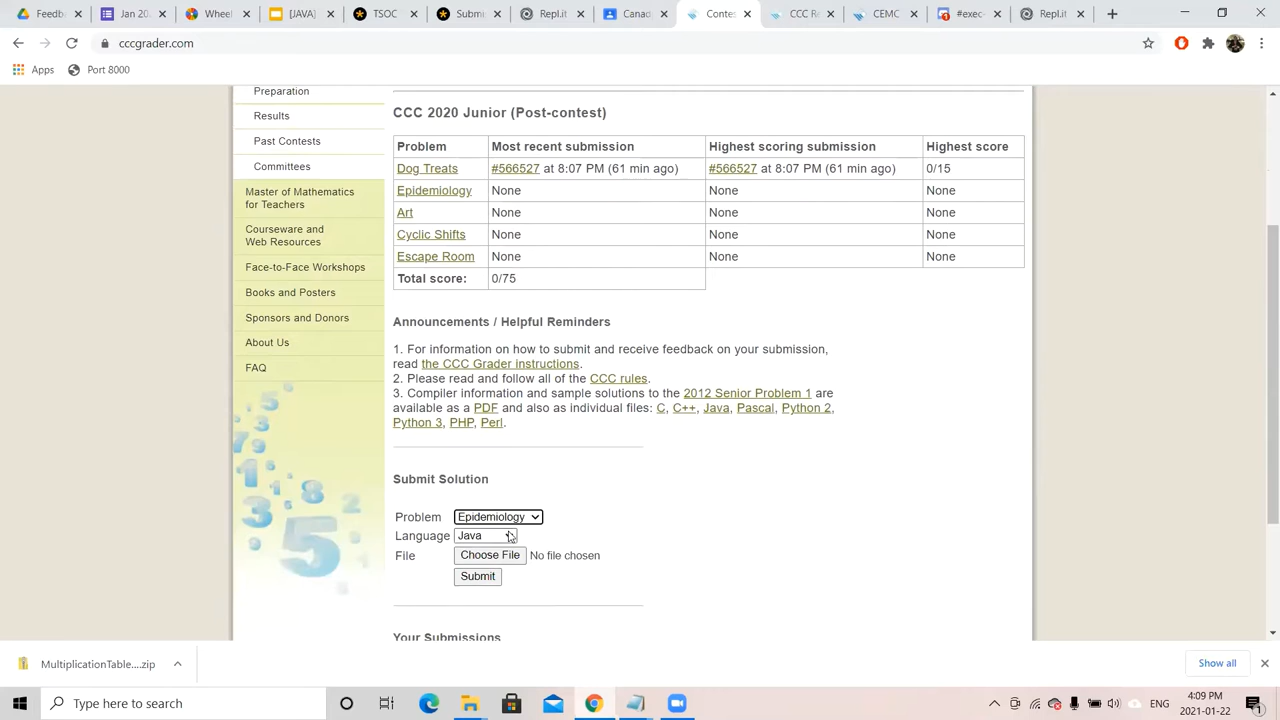 Feedb
Jan 20
Wheel
[JAVA]
TSOC
Submi
Repl.it
Canad
Contes
CCC R
CEMC
#exec
Repl.it
cccgrader.com
Apps
Port 8000
Preparation
Results
Past Contests
Committees
Master of Mathematics
for Teachers
Courseware and
Web Resources
Face-to-Face Workshops
Books and Posters
Sponsors and Donors
About Us
FAQ
CCC 2020 Junior (Post-contest)
Problem Most recent submission Highest scoring submission Highest score
Dog Treats #566527 at 8:07 PM (61 min ago) #566527 at 8:07 PM (61 min ago) 0/15
Epidemiology None None None
Art None None None
Cyclic Shifts None None None
Escape Room None None None
Total score: 0/75
Announcements / Helpful Reminders
1. For information on how to submit and receive feedback on your submission,
read the CCC Grader instructions.
2. Please read and follow all of the CCC rules.
3. Compiler information and sample solutions to the 2012 Senior Problem 1 are
available as a PDF and also as individual files: C, C++, Java, Pascal, Python 2,
Python 3, PHP, Perl.
Submit Solution
Problem Epidemiology
Language Java
File Choose File No file chosen
Submit
Your Submissions
MultiplicationTable....zip
Show all
Type here to search
4:09 PM
2021-01-22